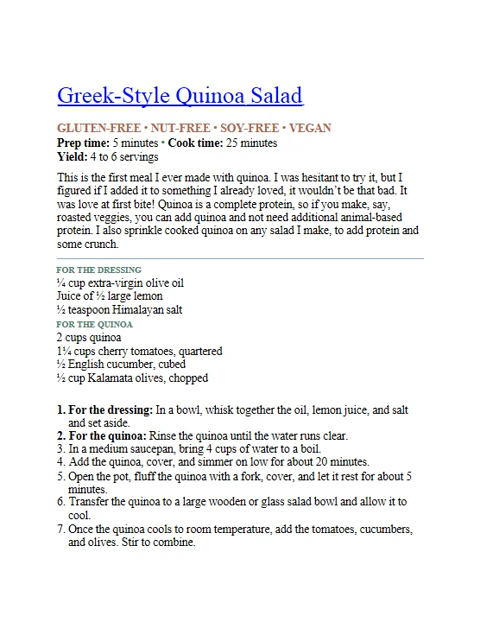 Greek-Style Quinoa Salad
GLUTEN-FREE • NUT-FREE • SOY-FREE • VEGAN
Prep time: 5 minutes • Cook time: 25 minutes
Yield: 4 to 6 servings
This is the first meal I ever made with quinoa. I was hesitant to try it, but I
figured if I added it to something I already loved, it wouldn’t be that bad. It
was love at first bite! Quinoa is a complete protein, so if you make, say,
roasted veggies, you can add quinoa and not need additional animal-based
protein. I also sprinkle cooked quinoa on any salad I make, to add protein and
some crunch.
FOR THE DRESSING
¼ cup extra-virgin olive oil
Juice of ½ large lemon
½ teaspoon Himalayan salt
FOR THE QUINOA
2 cups quinoa
1¼ cups cherry tomatoes, quartered
½ English cucumber, cubed
½ cup Kalamata olives, chopped
1. For the dressing: In a bowl, whisk together the oil, lemon juice, and salt
and set aside.
2. For the quinoa: Rinse the quinoa until the water runs clear.
3. In a medium saucepan, bring 4 cups of water to a boil.
4. Add the quinoa, cover, and simmer on low for about 20 minutes.
5. Open the pot, fluff the quinoa with a fork, cover, and let it rest for about 5
minutes.
6. Transfer the quinoa to a large wooden or glass salad bowl and allow it to
cool.
7. Once the quinoa cools to room temperature, add the tomatoes, cucumbers,
and olives. Stir to combine.